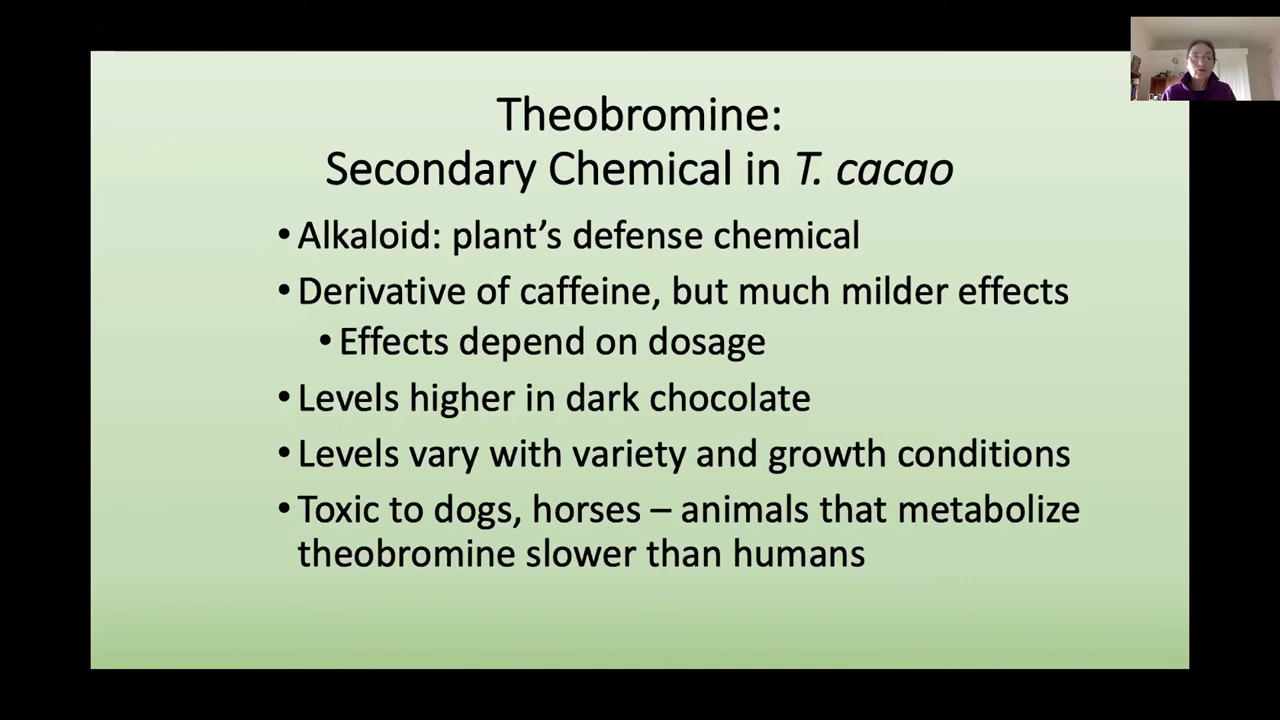 Theobromine:
Secondary Chemical in T. cacao
• Alkaloid: plant’s defense chemical
• Derivative of caffeine, but much milder effects
• Effects depend on dosage
• Levels higher in dark chocolate
• Levels vary with variety and growth conditions
• Toxic to dogs, horses – animals that metabolize
theobromine slower than humans